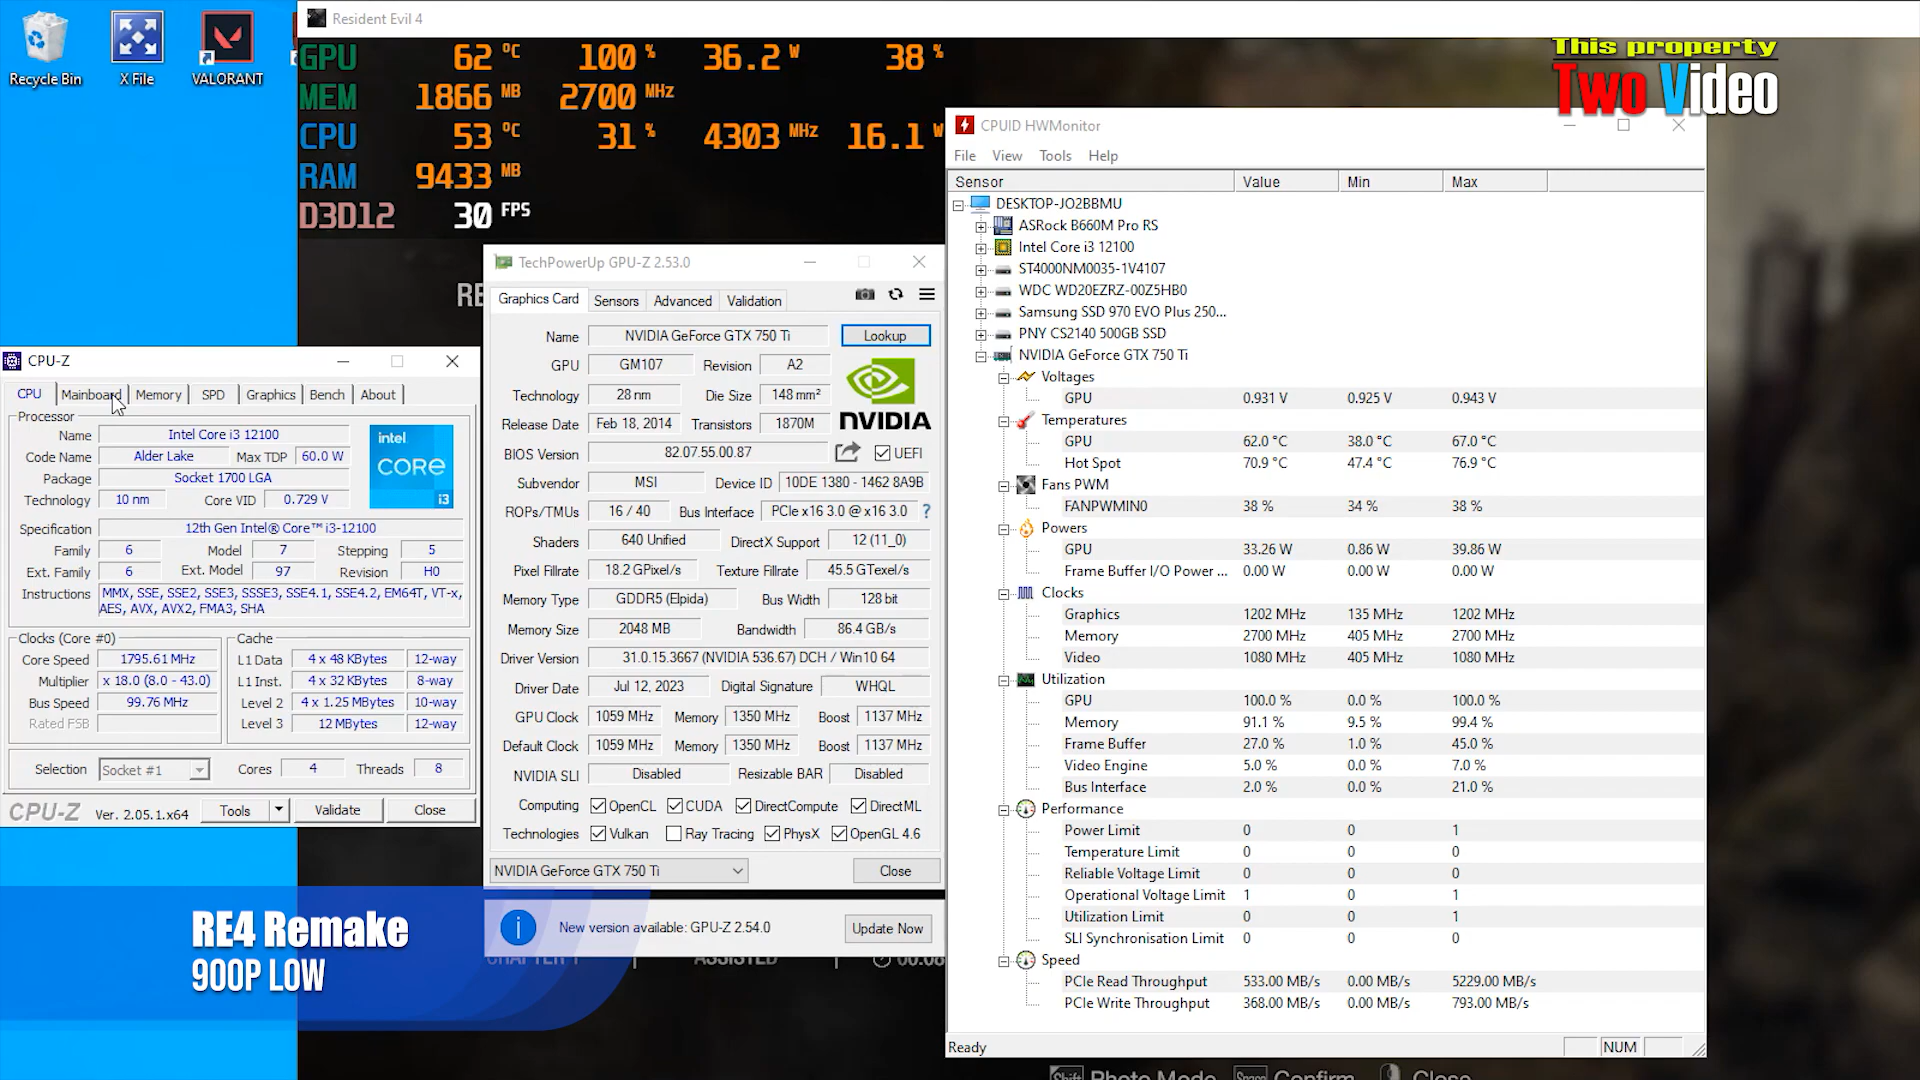 Recycle Bin
X File
VALORANT
Resident Evil 4
GPU 62 °C 100 % 36.2 W 38 %
MEM 1866 MB 2700 MHz
CPU 53 °C 31 % 4303 MHz 16.1 W
RAM 9433 MB
D3D12 30 FPS
This property
Two Video
CPU-Z
CPU Mainboard Memory SPD Graphics Bench About
Processor
Name Intel Core i3 12100
Code Name Alder Lake Max TDP 60.0 W
Package Socket 1700 LGA
Technology 10 nm Core VID 0.729 V
intel
CORE
i3
Specification 12th Gen Intel® Core™ i3-12100
Family 6 Model 7 Stepping 5
Ext. Family 6 Ext. Model 97 Revision H0
Instructions MMX, SSE, SSE2, SSE3, SSSE3, SSE4.1, SSE4.2, EM64T, VT-x,
AES, AVX, AVX2, FMA3, SHA
Clocks (Core #0) Cache
Core Speed 1795.61 MHz L1 Data 4 x 48 KBytes 12-way
Multiplier x 18.0 (8.0 - 43.0) L1 Inst. 4 x 32 KBytes 8-way
Bus Speed 99.76 MHz Level 2 4 x 1.25 MBytes 10-way
Rated FSB Level 3 12 MBytes 12-way
Selection Socket #1 Cores 4 Threads 8
CPU-Z Ver. 2.05.1.x64 Tools Validate Close
TechPowerUp GPU-Z 2.53.0
Graphics Card Sensors Advanced Validation
Name NVIDIA GeForce GTX 750 Ti Lookup
GPU GM107 Revision A2
Technology 28 nm Die Size 148 mm²
Release Date Feb 18, 2014 Transistors 1870M
NVIDIA
BIOS Version 82.07.55.00.87 UEFI
Subvendor MSI Device ID 10DE 1380 - 1462 8A9B
ROPs/TMUs 16 / 40 Bus Interface PCIe x16 3.0 @ x16 3.0 ?
Shaders 640 Unified DirectX Support 12 (11_0)
Pixel Fillrate 18.2 GPixel/s Texture Fillrate 45.5 GTexel/s
Memory Type GDDR5 (Elpida) Bus Width 128 bit
Memory Size 2048 MB Bandwidth 86.4 GB/s
Driver Version 31.0.15.3667 (NVIDIA 536.67) DCH / Win10 64
Driver Date Jul 12, 2023 Digital Signature WHQL
GPU Clock 1059 MHz Memory 1350 MHz Boost 1137 MHz
Default Clock 1059 MHz Memory 1350 MHz Boost 1137 MHz
NVIDIA SLI Disabled Resizable BAR Disabled
Computing OpenCL CUDA DirectCompute DirectML
Technologies Vulkan Ray Tracing PhysX OpenGL 4.6
NVIDIA GeForce GTX 750 Ti Close
New version available: GPU-Z 2.54.0 Update Now
CPUID HWMonitor
File View Tools Help
Sensor Value Min Max
DESKTOP-JO2BBMU
ASRock B660M Pro RS
Intel Core i3 12100
ST4000NM0035-1V4107
WDC WD20EZRZ-00Z5HB0
Samsung SSD 970 EVO Plus 250...
PNY CS2140 500GB SSD
NVIDIA GeForce GTX 750 Ti
Voltages
GPU 0.931 V 0.925 V 0.943 V
Temperatures
GPU 62.0 °C 38.0 °C 67.0 °C
Hot Spot 70.9 °C 47.4 °C 76.9 °C
Fans PWM
FANPWMIN0 38 % 34 % 38 %
Powers
GPU 33.26 W 0.86 W 39.86 W
Frame Buffer I/O Power ... 0.00 W 0.00 W 0.00 W
Clocks
Graphics 1202 MHz 135 MHz 1202 MHz
Memory 2700 MHz 405 MHz 2700 MHz
Video 1080 MHz 405 MHz 1080 MHz
Utilization
GPU 100.0 % 0.0 % 100.0 %
Memory 91.1 % 9.5 % 99.4 %
Frame Buffer 27.0 % 1.0 % 45.0 %
Video Engine 5.0 % 0.0 % 7.0 %
Bus Interface 2.0 % 0.0 % 21.0 %
Performance
Power Limit 0 0 1
Temperature Limit 0 0 0
Reliable Voltage Limit 0 0 0
Operational Voltage Limit 1 0 1
Utilization Limit 0 0 1
SLI Synchronisation Limit 0 0 0
Speed
PCIe Read Throughput 533.00 MB/s 0.00 MB/s 5229.00 MB/s
PCIe Write Throughput 368.00 MB/s 0.00 MB/s 793.00 MB/s
Ready NUM
RE4 Remake
900P LOW
CHAPTER 1 ASSISTED
Shift Photo Mode Space Confirm Close